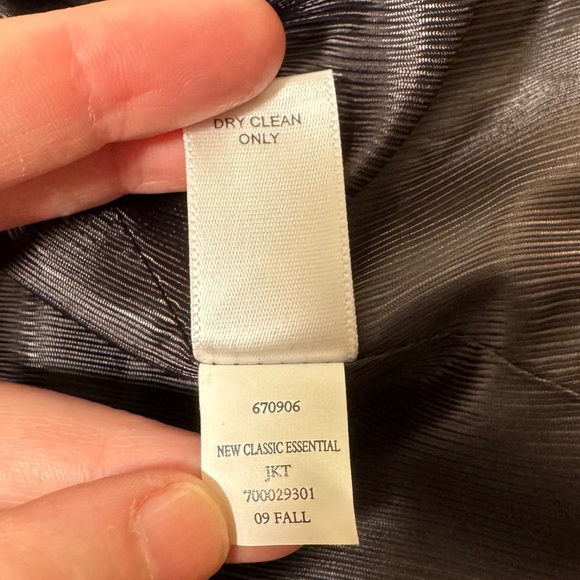 DRY CLEAN
ONLY
670906
NEW CLASSIC ESSENTIAL
JKT
700029301
09 FALL